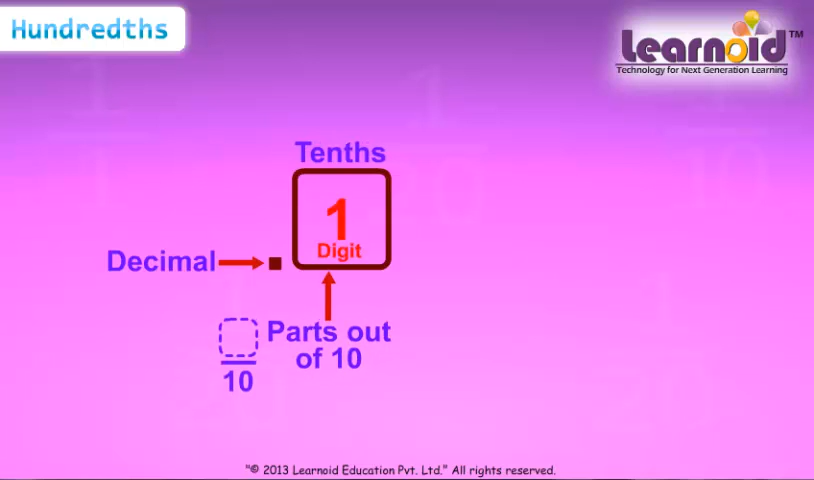 Hundredths
Learnoid™
Technology for Next Generation Learning
Tenths
1
Digit
Decimal
.
Parts out
of 10
10
"© 2013 Learnoid Education Pvt. Ltd." All rights reserved.